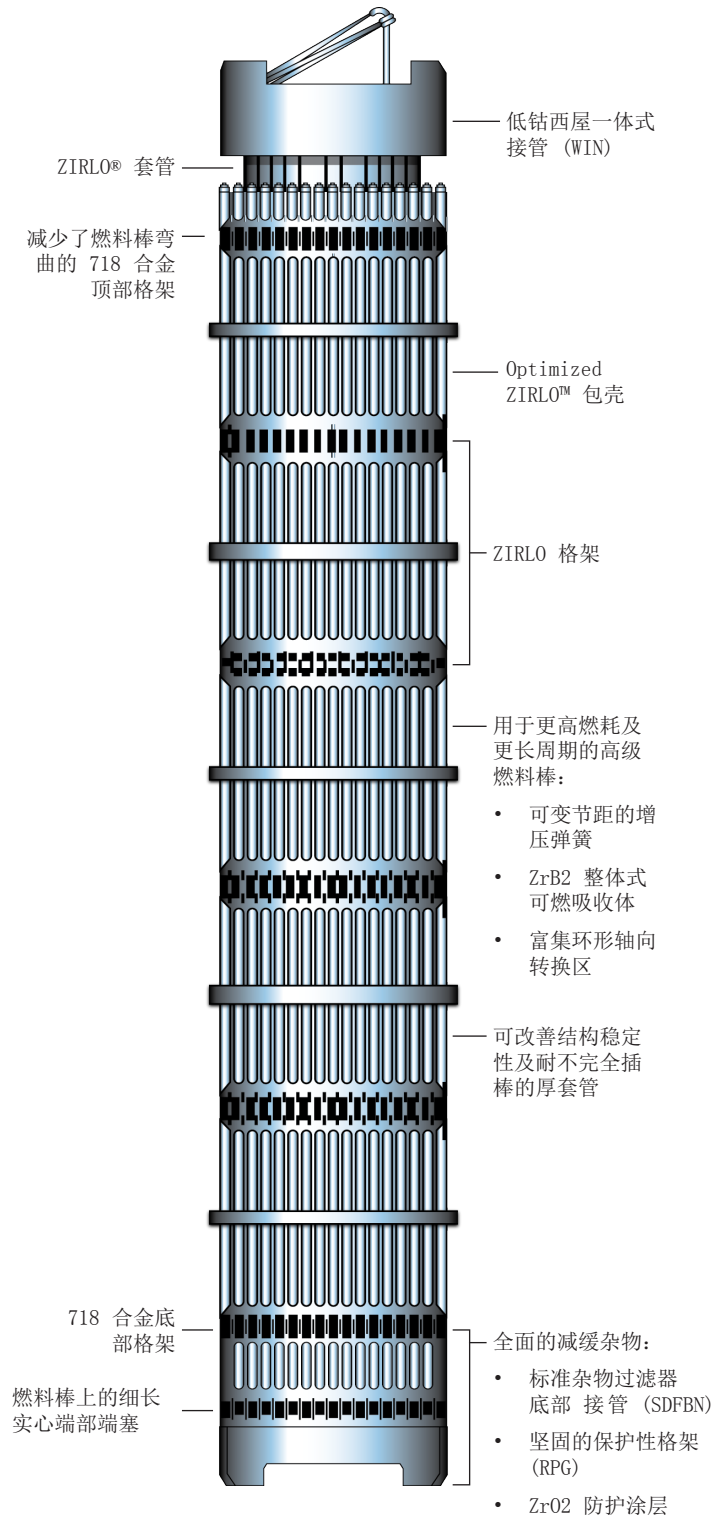 低钴西屋一体式
接管 (WIN)
ZIRLO® 套管
减少了燃料棒弯
曲的 718 合金
顶部格架
Optimized
ZIRLO™ 包壳
ZIRLO 格架
用于更高燃耗及
更长周期的高级
燃料棒:
• 可变节距的增
压弹簧
• ZrB2 整体式
可燃吸收体
• 富集环形轴向
转换区
可改善结构稳定
性及耐不完全插
棒的厚套管
718 合金底
部格架
燃料棒上的细长
实心端部端塞
全面的减缓杂物:
• 标准杂物过滤器
底部 接管 (SDFBN)
• 坚固的保护性格架
(RPG)
• ZrO2 防护涂层